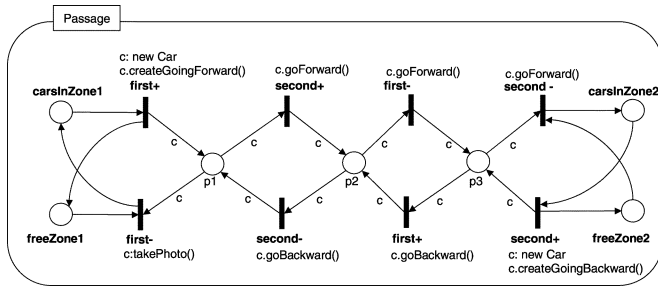 Passage
c: new Car
c.createGoingForward()
first+
c.goForward()
second+
c.goForward()
first-
c.goForward()
second -
carsInZone1
carsInZone2
c
c
c
c
c
c
p1
p2
p3
c
c
c
c
c
c
freeZone1
first-
c:takePhoto()
second-
c.goBackward()
first+
c.goBackward()
second+
c: new Car
c.createGoingBackward()
freeZone2